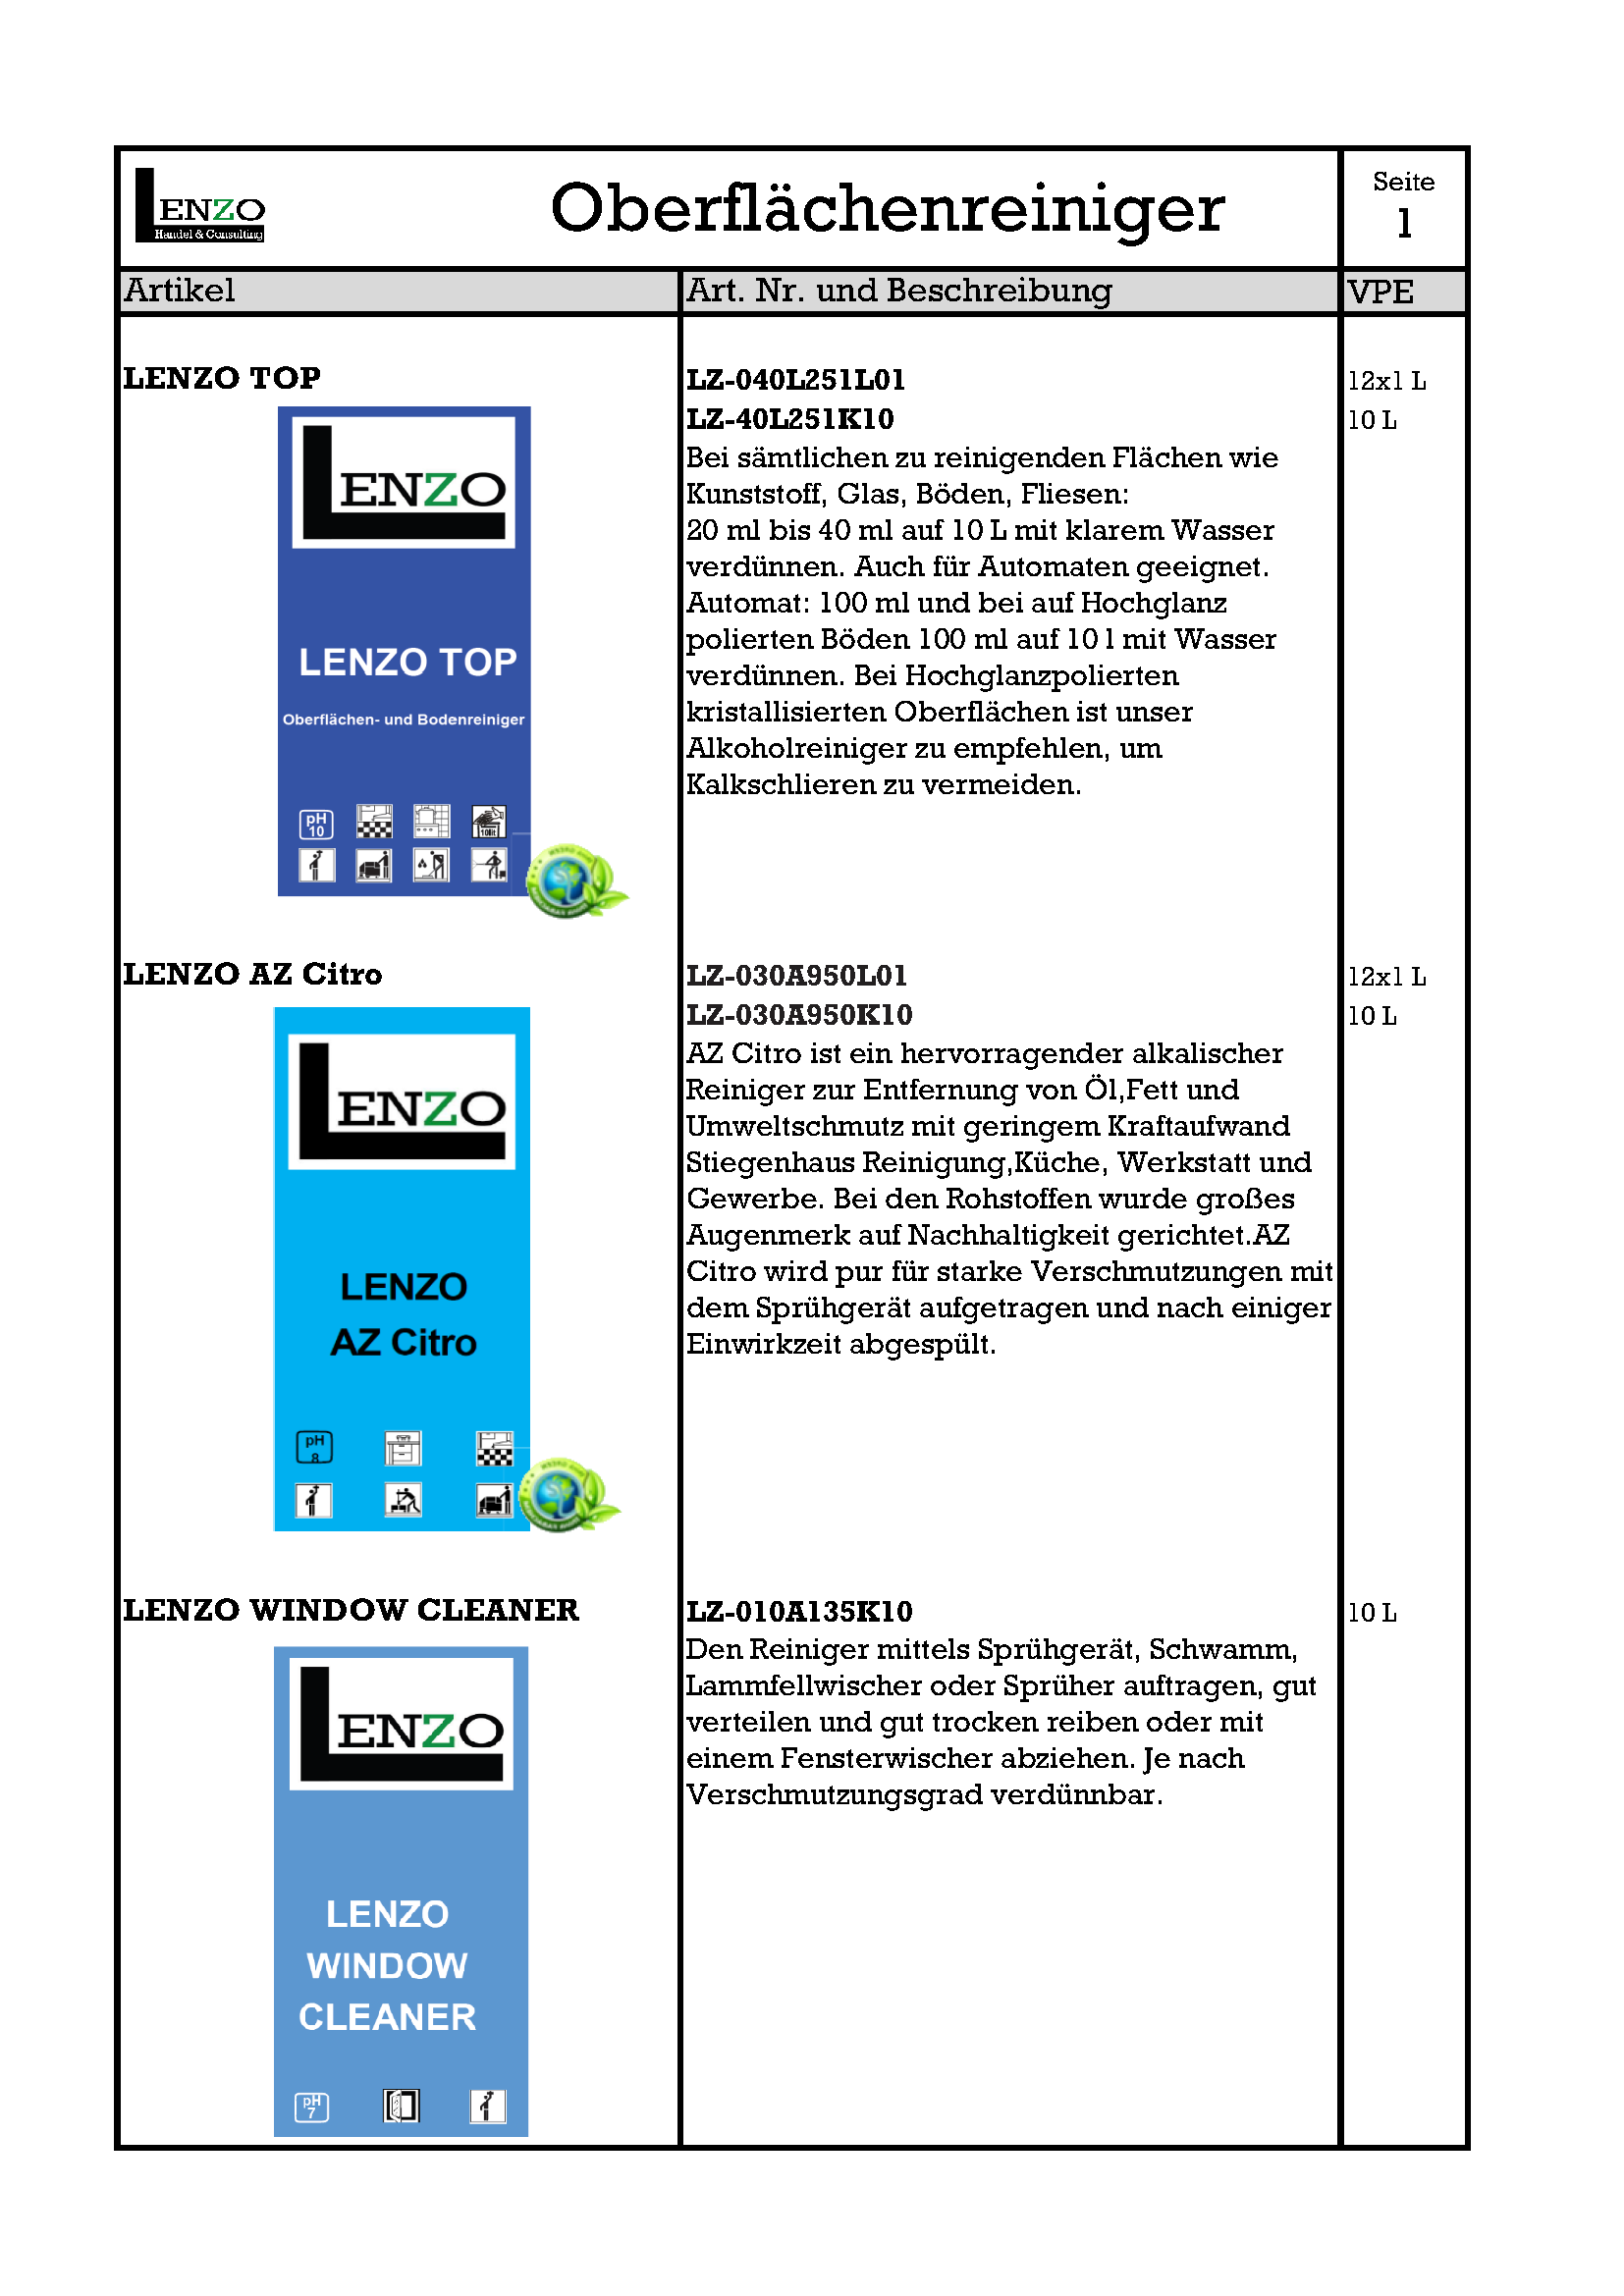 LENZO
Handel & Consulting
Oberflächenreiniger
Seite
1
Artikel
Art. Nr. und Beschreibung
VPE
LENZO TOP
LZ-040L251L01
12x1 L
LZ-40L251K10
10 L
Bei sämtlichen zu reinigenden Flächen wie
Kunststoff, Glas, Böden, Fliesen:
20 ml bis 40 ml auf 10 L mit klarem Wasser
verdünnen. Auch für Automaten geeignet.
Automat: 100 ml und bei auf Hochglanz
polierten Böden 100 ml auf 10 l mit Wasser
verdünnen. Bei Hochglanzpolierten
kristallisierten Oberflächen ist unser
Alkoholreiniger zu empfehlen, um
Kalkschlieren zu vermeiden.
LENZO
LENZO TOP
Oberflächen- und Bodenreiniger
pH
10
10lit
LENZO AZ Citro
LZ-030A950L01
12x1 L
LZ-030A950K10
10 L
AZ Citro ist ein hervorragender alkalischer
Reiniger zur Entfernung von Öl,Fett und
Umweltschmutz mit geringem Kraftaufwand
Stiegenhaus Reinigung,Küche, Werkstatt und
Gewerbe. Bei den Rohstoffen wurde großes
Augenmerk auf Nachhaltigkeit gerichtet.AZ
Citro wird pur für starke Verschmutzungen mit
dem Sprühgerät aufgetragen und nach einiger
Einwirkzeit abgespült.
LENZO
LENZO
AZ Citro
pH
8
LENZO WINDOW CLEANER
LZ-010A135K10
10 L
Den Reiniger mittels Sprühgerät, Schwamm,
Lammfellwischer oder Sprüher auftragen, gut
verteilen und gut trocken reiben oder mit
einem Fensterwischer abziehen. Je nach
Verschmutzungsgrad verdünnbar.
LENZO
LENZO
WINDOW
CLEANER
pH
7